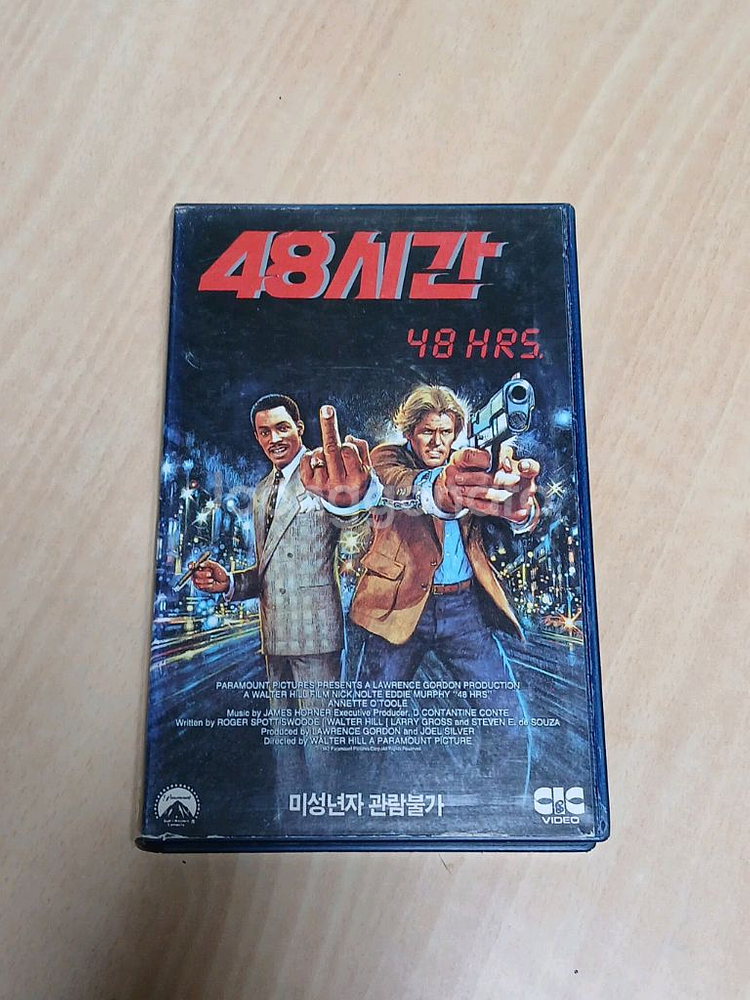 48시간
48 HRS.
PARAMOUNT PICTURES PRESENTS A LAWRENCE GORDON PRODUCTION
A WALTER HILL FILM NICK NOLTE EDDIE MURPHY "48 HRS"
ANNETTE O'TOOLE
Music by JAMES HORNER Executive Producer. D CONTANTINE CONTE
Written by ROGER SPOTTISWOODE | WALTER HILL | LARRY GROSS and STEVEN E. de SOUZA
Produced by LAWRENCE GORDON and JOEL SILVER
Directed by WALTER HILL A PARAMOUNT PICTURE
Paramount
미성년자 관람불가
CIC
VIDEO